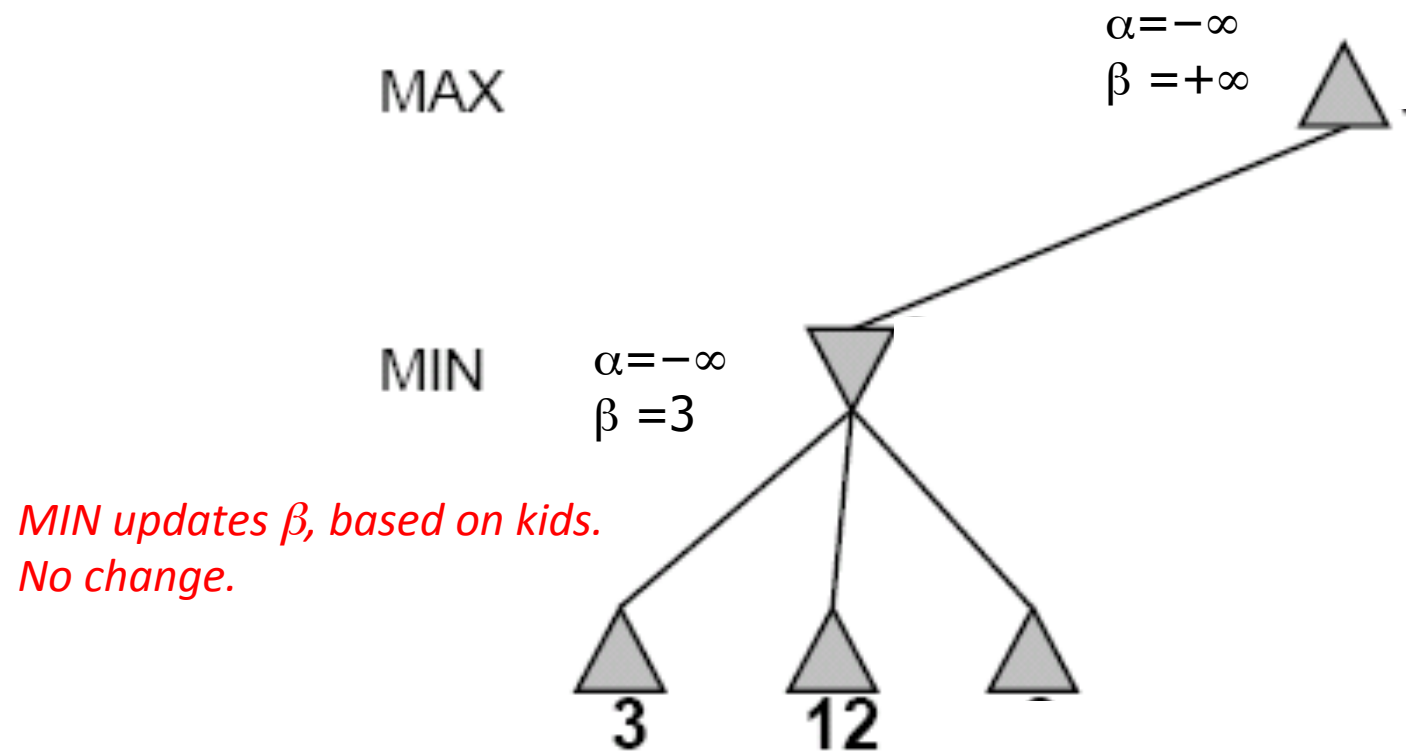 α=−∞
β =+∞
MAX
MIN
α=−∞
β =3
MIN updates β, based on kids.
No change.
3
12